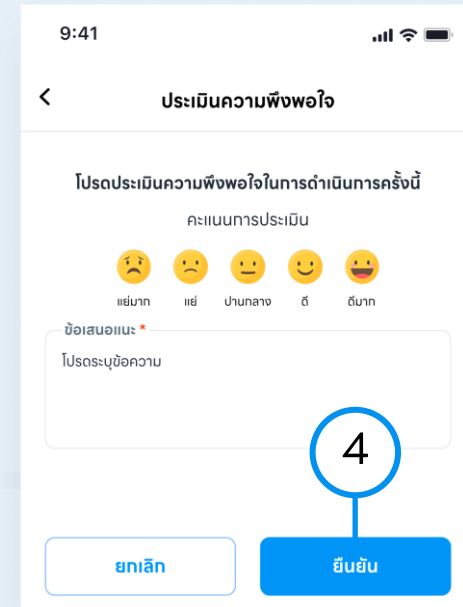 9:41
ประเมินความพึงพอใจ
โปรดประเมินความพึงพอใจในการดำเนินการครั้งนี้
คะแนนการประเมิน
แย่มาก แย่ ปานกลาง ดี ดีมาก
ข้อเสนอแนะ *
โปรดระบุข้อความ
4
ยกเลิก ยืนยัน